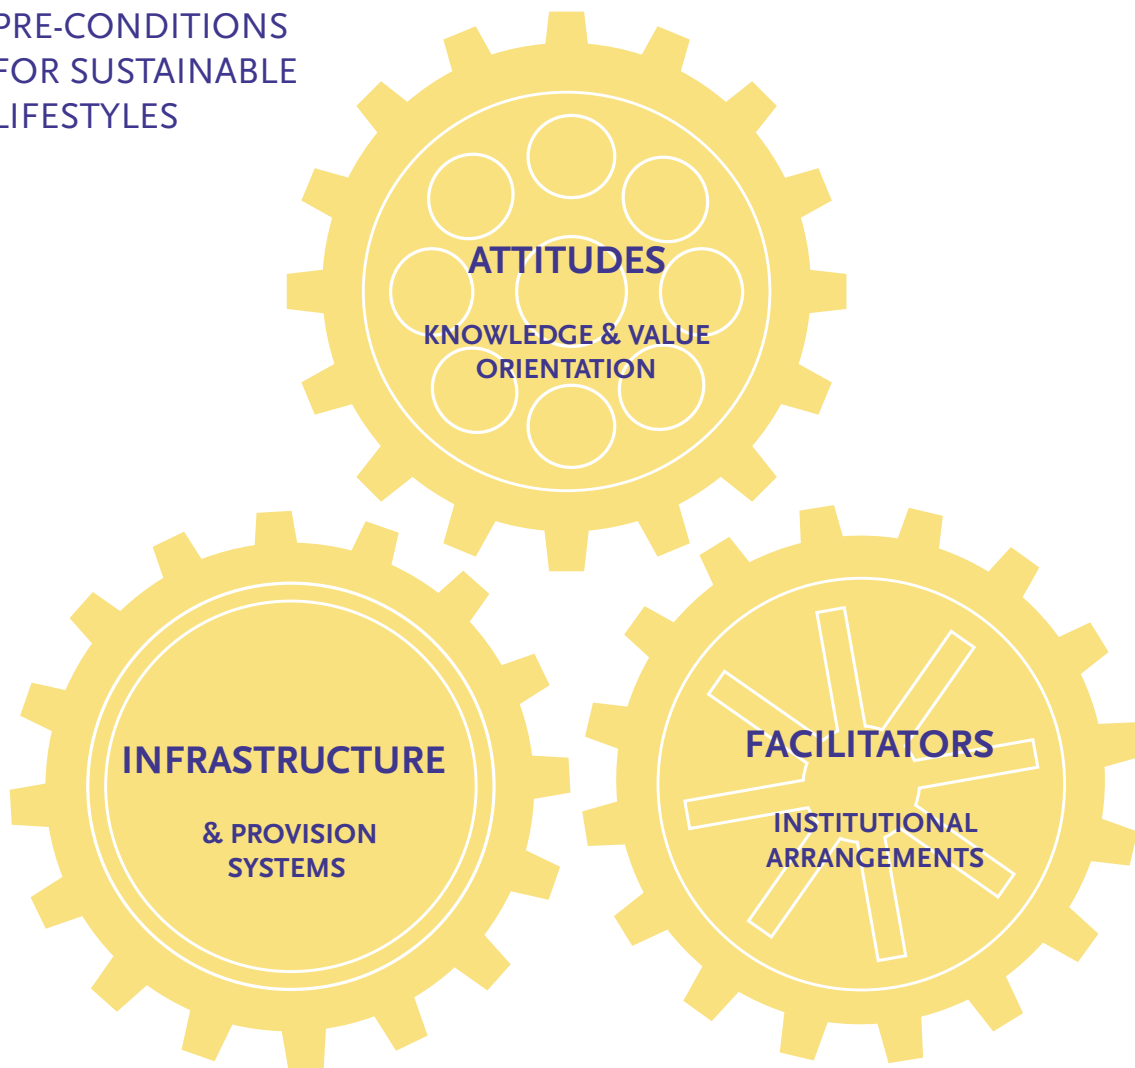 PRE-CONDITIONS
FOR SUSTAINABLE
LIFESTYLES
ATTITUDES
KNOWLEDGE & VALUE
ORIENTATION
INFRASTRUCTURE
& PROVISION
SYSTEMS
FACILITATORS
INSTITUTIONAL
ARRANGEMENTS